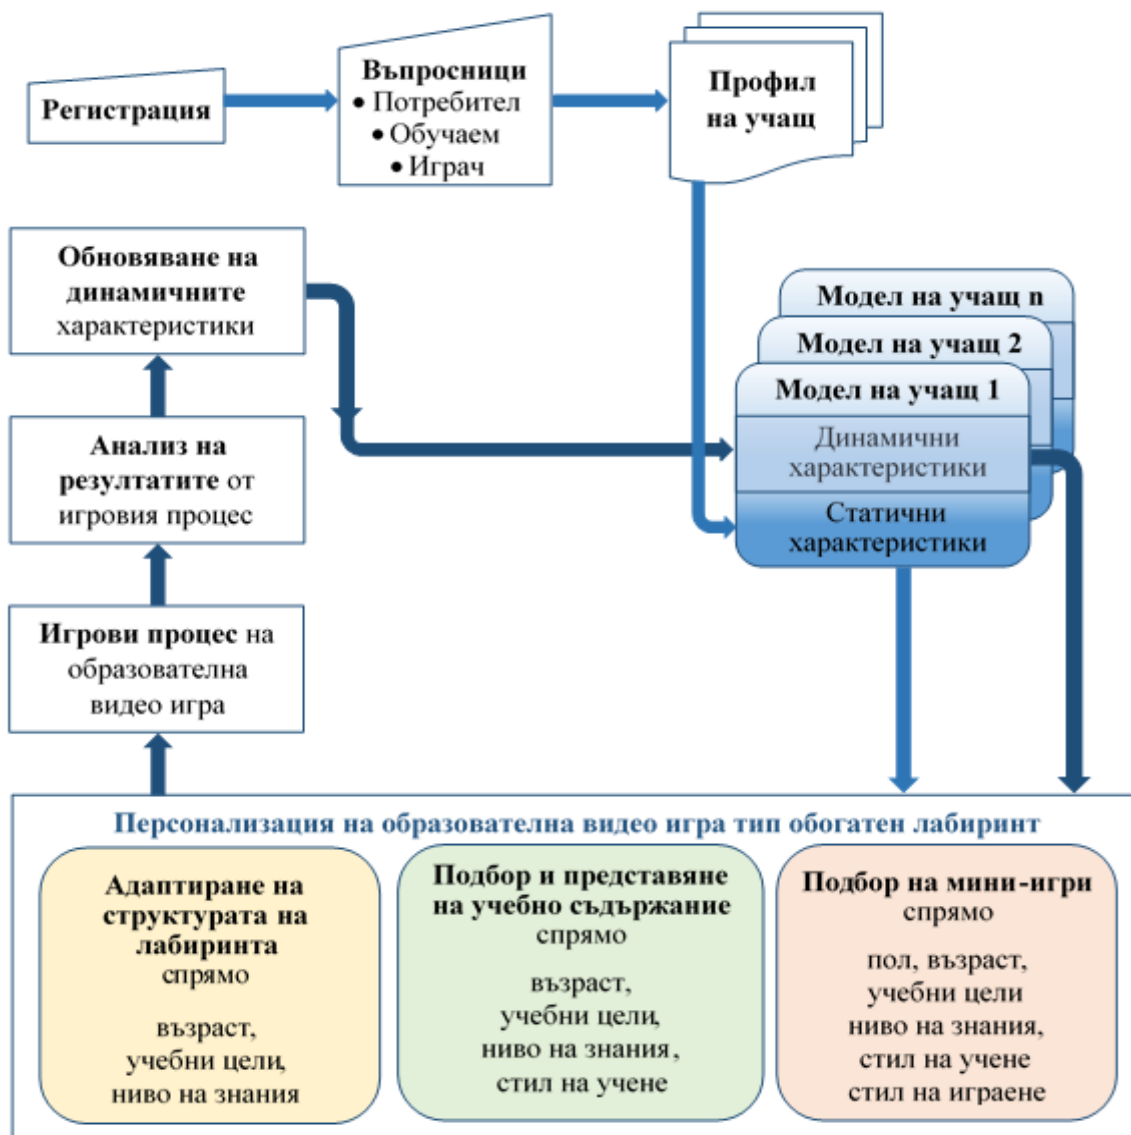 Регистрация
Въпросници
• Потребител
• Обучаем
• Играч
Профил
на учащ
Обновяване на
динамичните
характеристики
Модел на учащ n
Модел на учащ 2
Модел на учащ 1
Динамични
характеристики
Статични
характеристики
Анализ на
резултатите от
игровия процес
Игрови процес на
образователна
видео игра
Персонализация на образователна видео игра тип обогатен лабиринт
Адаптиране на
структурата на
лабиринта
спрямо
възраст,
учебни цели,
ниво на знания
Подбор и представяне
на учебно съдържание
спрямо
възраст,
учебни цели,
ниво на знания,
стил на учене
Подбор на мини-игри
спрямо
пол, възраст,
учебни цели
ниво на знания,
стил на учене
стил на играене